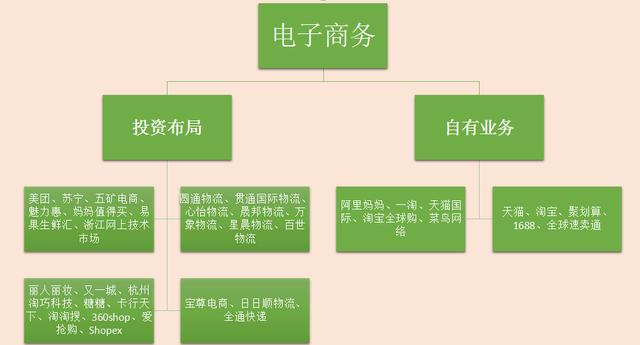 电子商务
投资布局
自有业务
美团、苏宁、五矿电商、
魅力惠、妈妈值得买、易
果生鲜汇、浙江网上技术
市场
圆通物流、贯通国际物流、
心怡物流、晟邦物流、万
象物流、星晨物流、百世
物流
阿里妈妈、一淘、天猫国
际、淘宝全球购、菜鸟网
络
天猫、淘宝、聚划算、
1688、全球速卖通
丽人丽妆、又一城、杭州
淘巧科技、糖糖、卡行天
下、淘淘搜、360shop、爱
抢购、Shopex
宝尊电商、日日顺物流、
全通快递